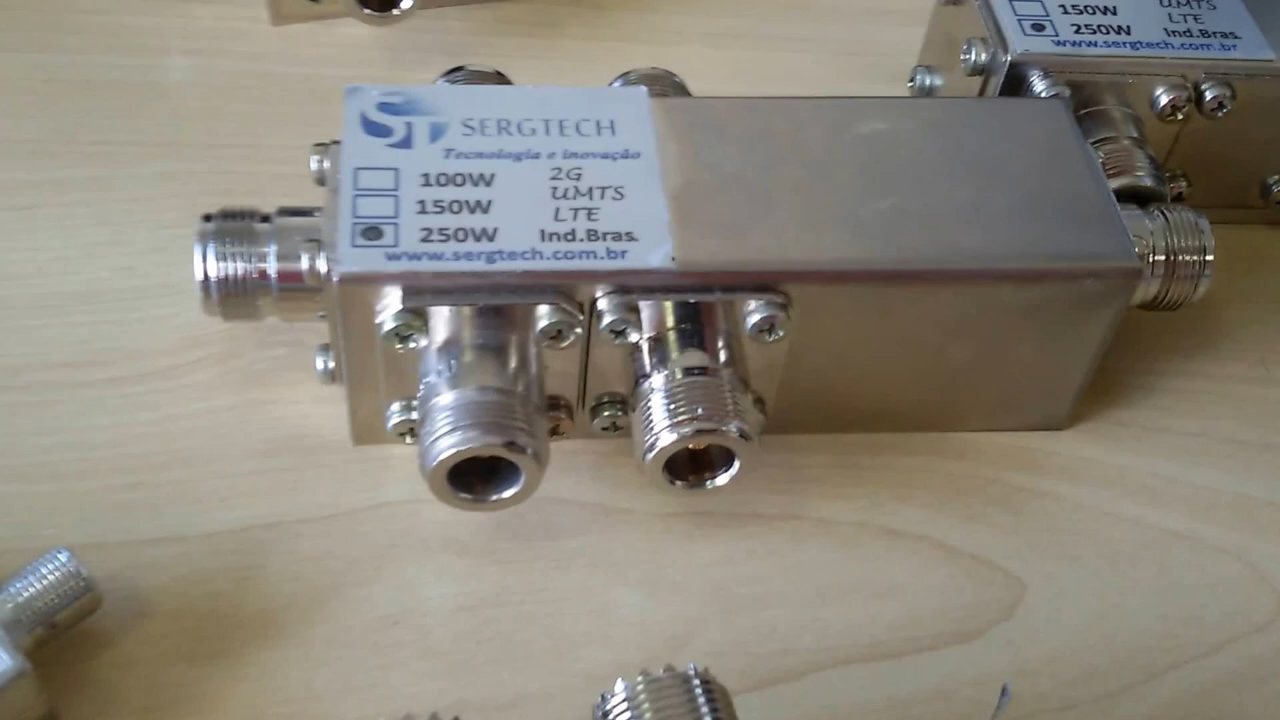 ST SERGTECH
Tecnologia e inovação
100W 2G
150W UMTS
250W LTE
Ind.Bras.
www.sergtech.com.br
150W UMTS
250W LTE
Ind.Bras.
www.sergtech.com.br